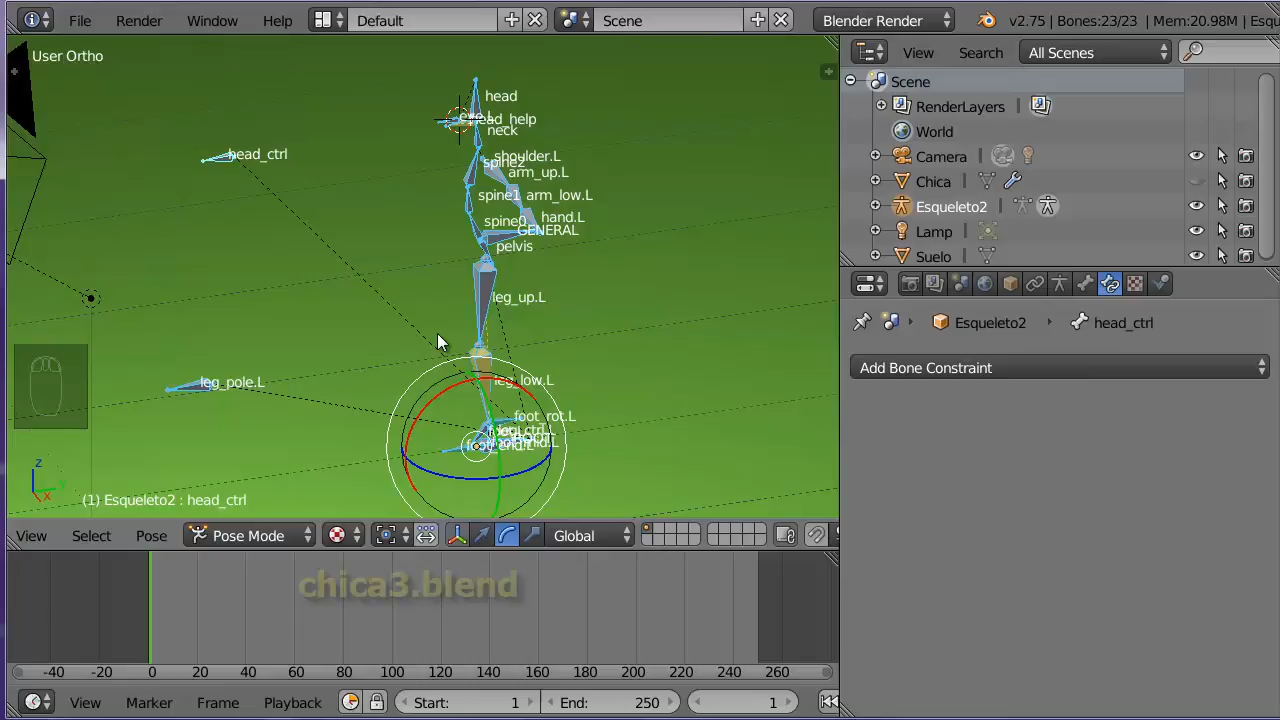 File Render Window Help Default Scene Blender Render v2.75 | Bones:23/23 | Mem:20.98M | Esq
User Ortho
View Search All Scenes
Scene
RenderLayers
World
Camera
Chica
Esqueleto2
Lamp
Suelo
head
head_help
neck
head_ctrl
shoulder.L
spine2
arm_up.L
spine1 arm_low.L
hand.L
spine0
GENERAL
pelvis
leg_up.L
leg_pole.L
leg_low.L
foot_rot.L
foot_end.L
ROOT
(1) Esqueleto2 : head_ctrl
Esqueleto2 head_ctrl
Add Bone Constraint
View Select Pose Pose Mode Global
chica3.blend
-40 -20 0 20 40 60 80 100 120 140 160 180 200 220 240 260
View Marker Frame Playback Start: 1 End: 250 1
z
y
x